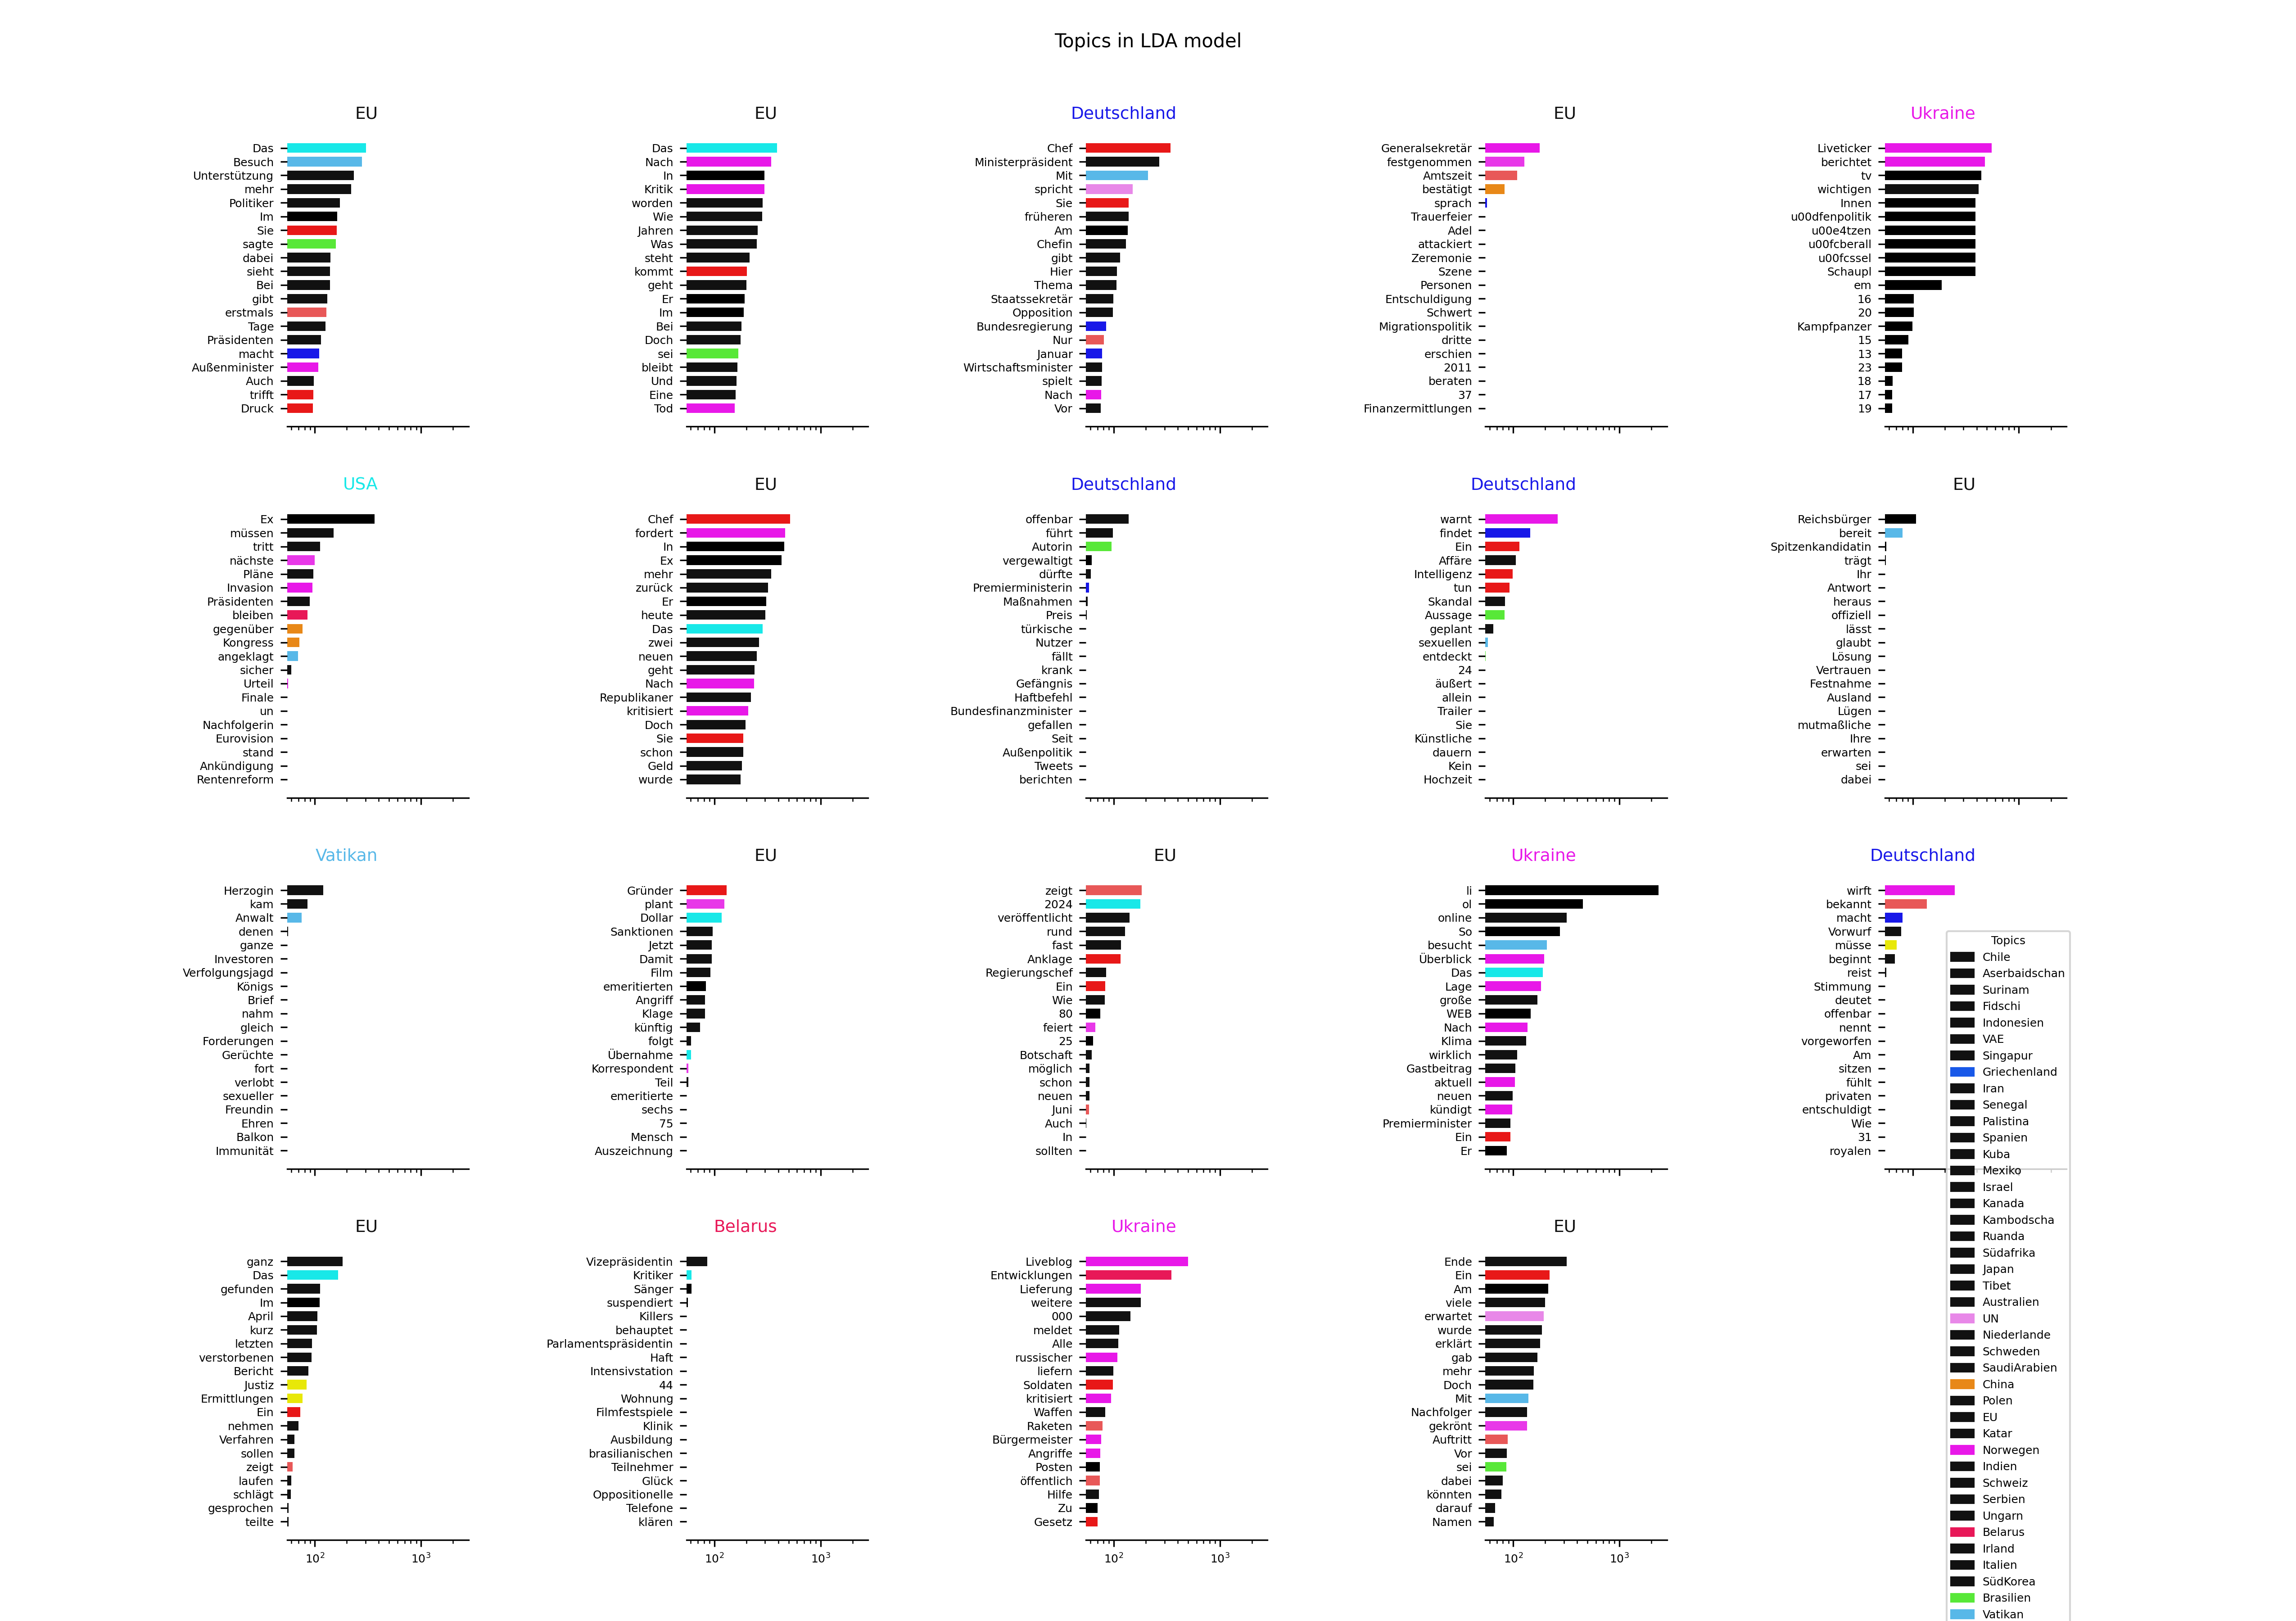 Topics in LDA model
EU
Das
Besuch
Unterstützung
mehr
Politiker
Im
Sie
sagte
dabei
sieht
Bei
gibt
erstmals
Tage
Präsidenten
macht
Außenminister
Auch
trifft
Druck
EU
Das
Nach
In
Kritik
worden
Wie
Jahren
Was
steht
kommt
geht
Er
Im
Bei
Doch
sei
bleibt
Und
Eine
Tod
Deutschland
Chef
Ministerpräsident
Mit
spricht
Sie
früheren
Am
Chefin
gibt
Hier
Thema
Staatssekretär
Opposition
Bundesregierung
Nur
Januar
Wirtschaftsminister
spielt
Nach
Vor
EU
Generalsekretär
festgenommen
Amtszeit
bestätigt
sprach
Trauerfeier
Adel
attackiert
Zeremonie
Szene
Personen
Entschuldigung
Schwert
Migrationspolitik
dritte
erschien
2011
beraten
37
Finanzermittlungen
Ukraine
Liveticker
berichtet
tv
wichtigen
Innen
u00dfenpolitik
u00e4tzen
u00fcberall
u00fcssel
Schaupl
em
16
20
Kampfpanzer
15
13
23
18
17
19
USA
Ex
müssen
tritt
nächste
Pläne
Invasion
Präsidenten
bleiben
gegenüber
Kongress
angeklagt
sicher
Urteil
Finale
un
Nachfolgerin
Eurovision
stand
Ankündigung
Rentenreform
EU
Chef
fordert
In
Ex
mehr
zurück
Er
heute
Das
zwei
neuen
geht
Nach
Republikaner
kritisiert
Doch
Sie
schon
Geld
wurde
Deutschland
offenbar
führt
Autorin
vergewaltigt
dürfte
Premierministerin
Maßnahmen
Preis
türkische
Nutzer
fällt
krank
Gefängnis
Haftbefehl
Bundesfinanzminister
gefallen
Seit
Außenpolitik
Tweets
berichten
Deutschland
warnt
findet
Ein
Affäre
Intelligenz
tun
Skandal
Aussage
geplant
sexuellen
entdeckt
24
äußert
allein
Trailer
Sie
Künstliche
dauern
Kein
Hochzeit
EU
Reichsbürger
bereit
Spitzenkandidatin
trägt
Ihr
Antwort
heraus
offiziell
lässt
glaubt
Lösung
Vertrauen
Festnahme
Ausland
Lügen
mutmaßliche
Ihre
erwarten
sei
dabei
Vatikan
Herzogin
kam
Anwalt
denen
ganze
Investoren
Verfolgungsjagd
Königs
Brief
nahm
gleich
Forderungen
Gerüchte
fort
verlobt
sexueller
Freundin
Ehren
Balkon
Immunität
EU
Gründer
plant
Dollar
Sanktionen
Jetzt
Damit
Film
emeritierten
Angriff
Klage
künftig
folgt
Übernahme
Korrespondent
Teil
emeritierte
sechs
75
Mensch
Auszeichnung
EU
zeigt
2024
veröffentlicht
rund
fast
Anklage
Regierungschef
Ein
Wie
80
feiert
25
Botschaft
möglich
schon
neuen
Juni
Auch
In
sollten
Ukraine
li
ol
online
So
besucht
Überblick
Das
Lage
große
WEB
Nach
Klima
wirklich
Gastbeitrag
aktuell
neuen
kündigt
Premierminister
Ein
Er
Deutschland
wirft
bekannt
macht
Vorwurf
müsse
beginnt
reist
Stimmung
deutet
offenbar
nennt
vorgeworfen
Am
sitzen
fühlt
privaten
entschuldigt
Wie
31
royalen
EU
ganz
Das
gefunden
Im
April
kurz
letzten
verstorbenen
Bericht
Justiz
Ermittlungen
Ein
nehmen
Verfahren
sollen
zeigt
laufen
schlägt
gesprochen
teilte
10²
10³
Belarus
Vizepräsidentin
Kritiker
Sänger
suspendiert
Killers
behauptet
Parlamentspräsidentin
Haft
Intensivstation
44
Wohnung
Filmfestspiele
Klinik
Ausbildung
brasilianischen
Teilnehmer
Glück
Oppositionelle
Telefone
klären
10²
10³
Ukraine
Liveblog
Entwicklungen
Lieferung
weitere
000
meldet
Alle
russischer
liefern
Soldaten
kritisiert
Waffen
Raketen
Bürgermeister
Angriffe
Posten
öffentlich
Hilfe
Zu
Gesetz
10²
10³
EU
Ende
Ein
Am
viele
erwartet
wurde
erklärt
gab
mehr
Doch
Mit
Nachfolger
gekrönt
Auftritt
Vor
sei
dabei
könnten
darauf
Namen
10²
10³
Topics
Chile
Aserbaidschan
Surinam
Fidschi
Indonesien
VAE
Singapur
Griechenland
Iran
Senegal
Palistina
Spanien
Kuba
Mexiko
Israel
Kanada
Kambodscha
Ruanda
Südafrika
Japan
Tibet
Australien
UN
Niederlande
Schweden
SaudiArabien
China
Polen
EU
Katar
Norwegen
Indien
Schweiz
Serbien
Ungarn
Belarus
Irland
Italien
SüdKorea
Brasilien
Vatikan